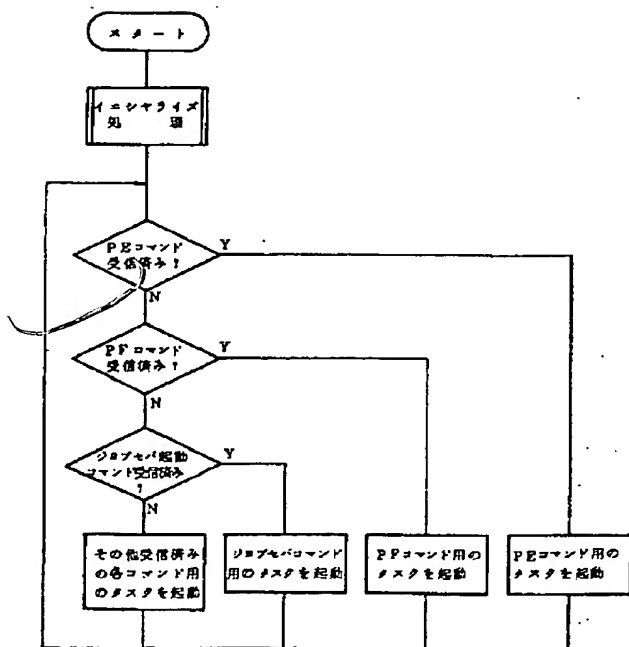 スタート
イニシャライズ
処理
PEコマンド
受信済み?
Y
N
PFコマンド
受信済み?
Y
N
ジョブセパ起動
コマンド受信済み
?
Y
N
その他受信済み
の各コマンド用
のタスクを起動
ジョブセパコマンド
用のタスクを起動
PFコマンド用の
タスクを起動
PEコマンド用の
タスクを起動